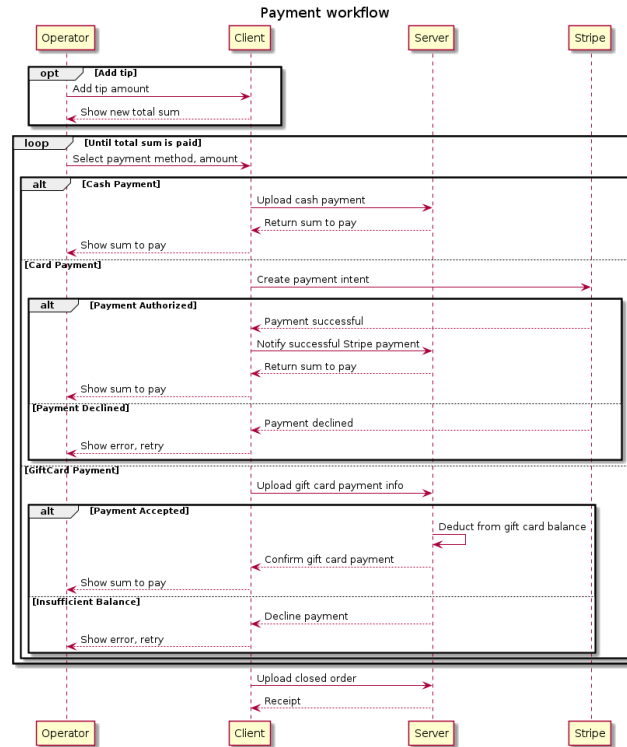 Payment workflow
Operator Client Server Stripe
opt [Add tip]
Add tip amount
Show new total sum
loop [Until total sum is paid]
Select payment method, amount
alt [Cash Payment]
Upload cash payment
Return sum to pay
Show sum to pay
[Card Payment]
Create payment intent
alt [Payment Authorized]
Payment successful
Notify successful Stripe payment
Return sum to pay
Show sum to pay
[Payment Declined]
Payment declined
Show error, retry
[GiftCard Payment]
Upload gift card payment info
alt [Payment Accepted]
Deduct from gift card balance
Confirm gift card payment
Show sum to pay
[Insufficient Balance]
Decline payment
Show error, retry
Upload closed order
Receipt
Operator Client Server Stripe